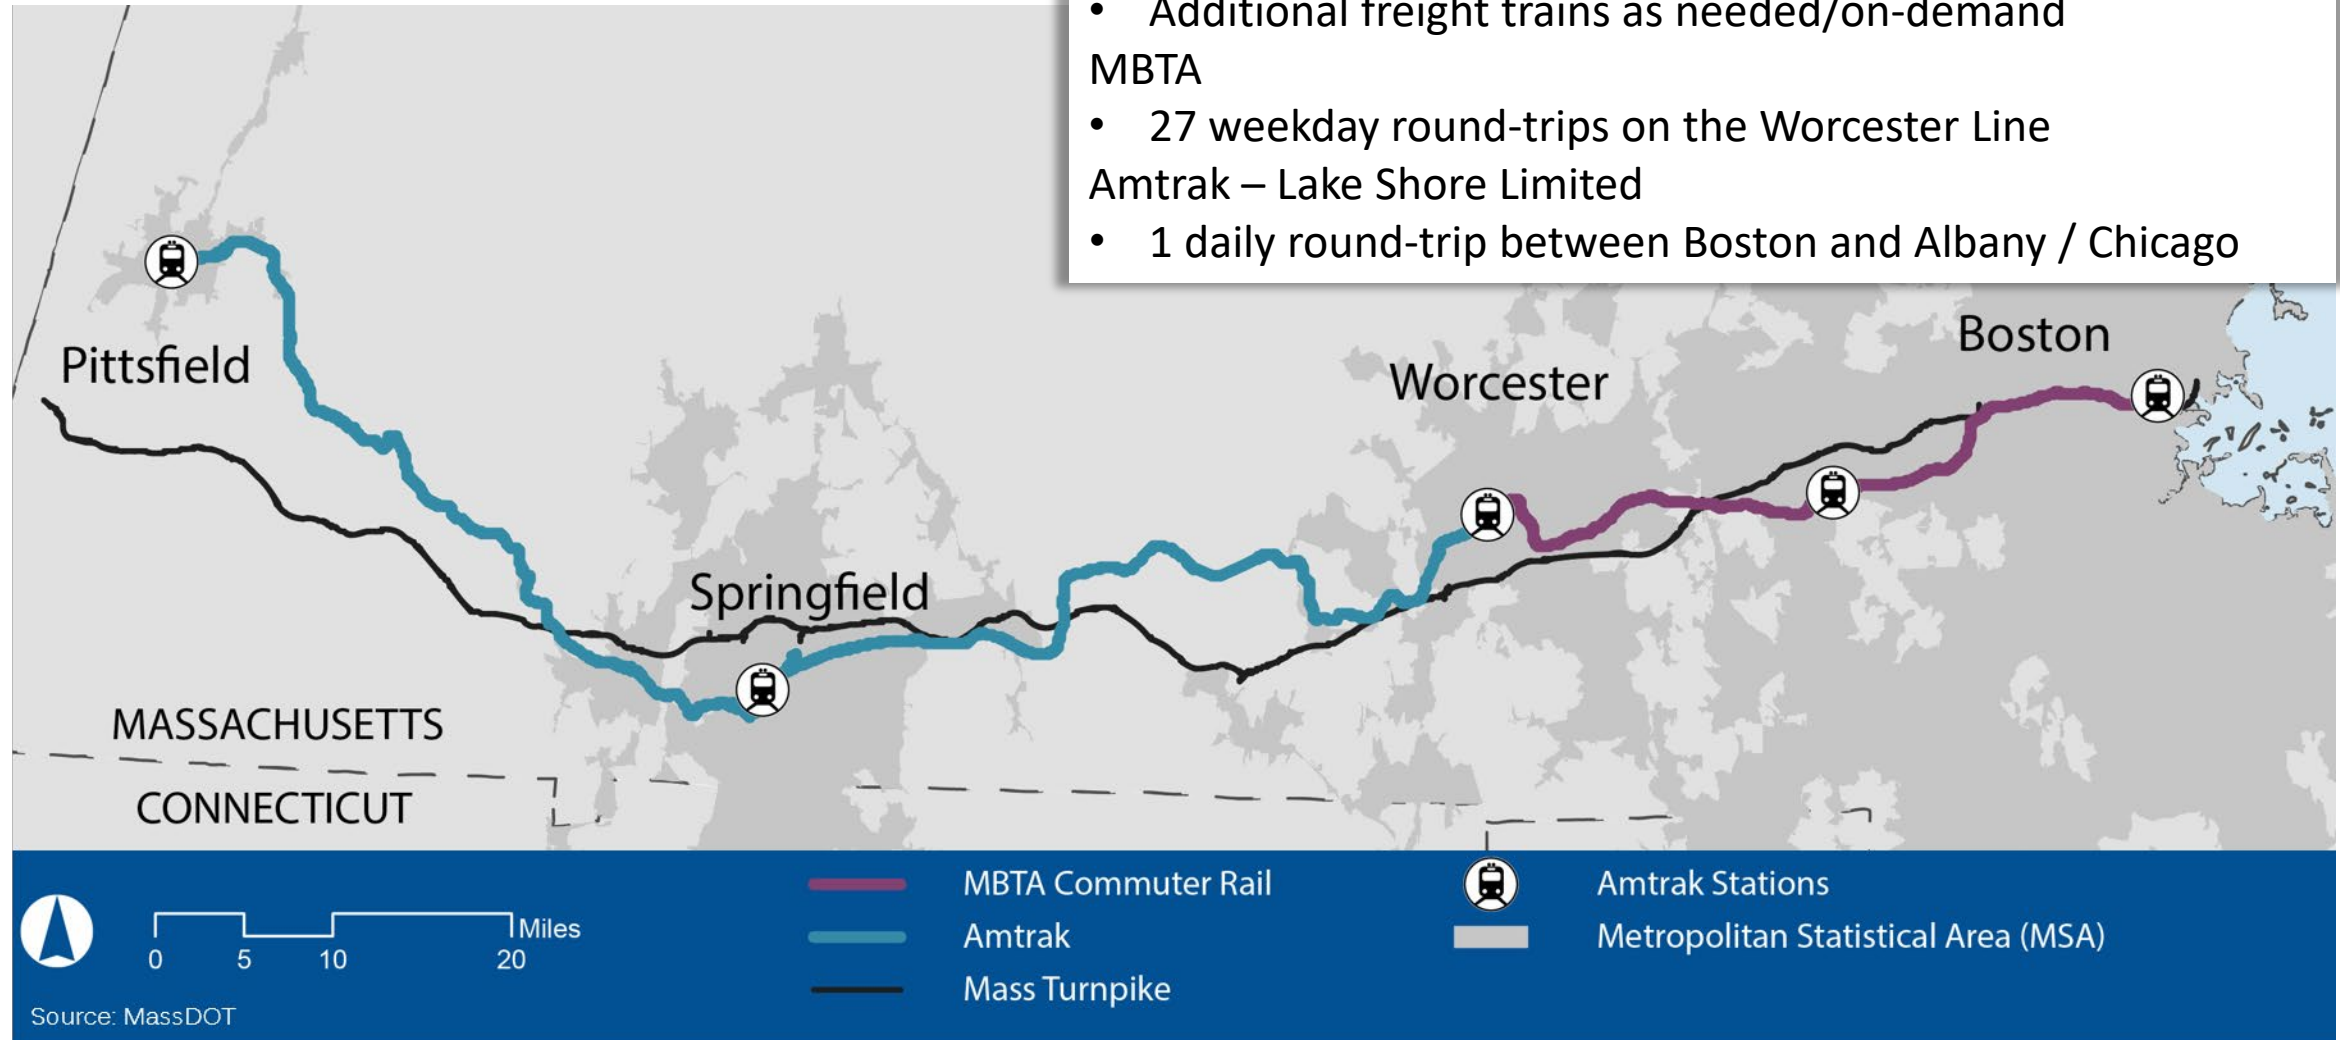 • Additional freight trains as needed/on-demand
MBTA
• 27 weekday round-trips on the Worcester Line
Amtrak – Lake Shore Limited
• 1 daily round-trip between Boston and Albany / Chicago
Boston
Pittsfield
Worcester
Springfield
MASSACHUSETTS
CONNECTICUT
MBTA Commuter Rail
Amtrak
Mass Turnpike
Amtrak Stations
Metropolitan Statistical Area (MSA)
Miles
0 5 10 20
Source: MassDOT